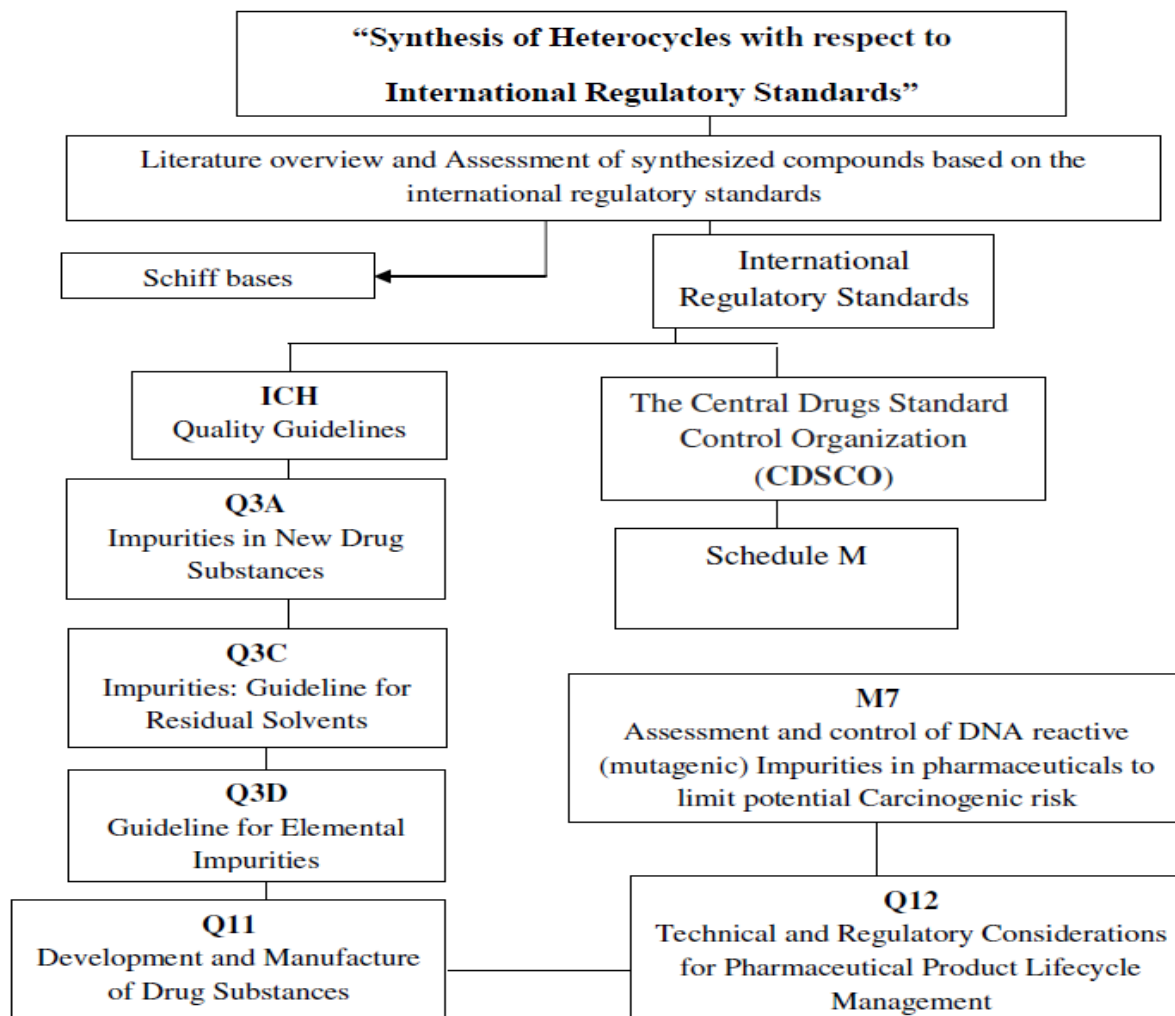 “Synthesis of Heterocycles with respect to
International Regulatory Standards”
Literature overview and Assessment of synthesized compounds based on the
international regulatory standards
Schiff bases
International
Regulatory Standards
ICH
Quality Guidelines
The Central Drugs Standard
Control Organization
(CDSCO)
Q3A
Impurities in New Drug
Substances
Schedule M
Q3C
Impurities: Guideline for
Residual Solvents
M7
Assessment and control of DNA reactive
(mutagenic) Impurities in pharmaceuticals to
limit potential Carcinogenic risk
Q3D
Guideline for Elemental
Impurities
Q11
Development and Manufacture
of Drug Substances
Q12
Technical and Regulatory Considerations
for Pharmaceutical Product Lifecycle
Management